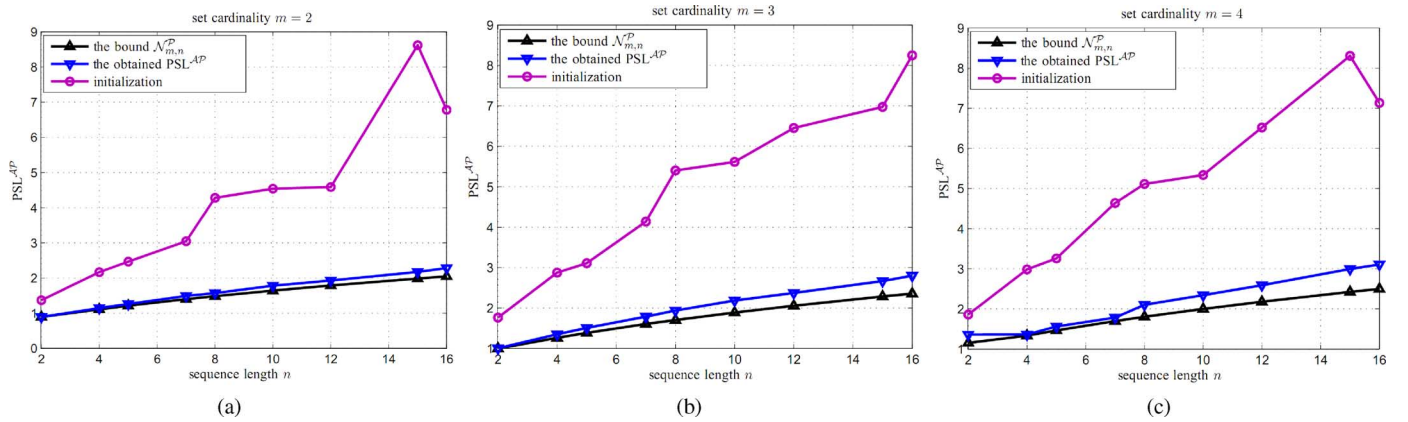 set cardinality m = 2
9
8
7
6
5
4
3
2
1
0
PSL^{AP}
the bound N^P_{m,n}
the obtained PSL^{AP}
initialization
2 4 6 8 10 12 14 16
sequence length n
(a)
set cardinality m = 3
9
8
7
6
5
4
3
2
1
PSL^{AP}
the bound N^P_{m,n}
the obtained PSL^{AP}
initialization
2 4 6 8 10 12 14 16
sequence length n
(b)
set cardinality m = 4
9
8
7
6
5
4
3
2
1
PSL^{AP}
the bound N^P_{m,n}
the obtained PSL^{AP}
initialization
2 4 6 8 10 12 14 16
sequence length n
(c)